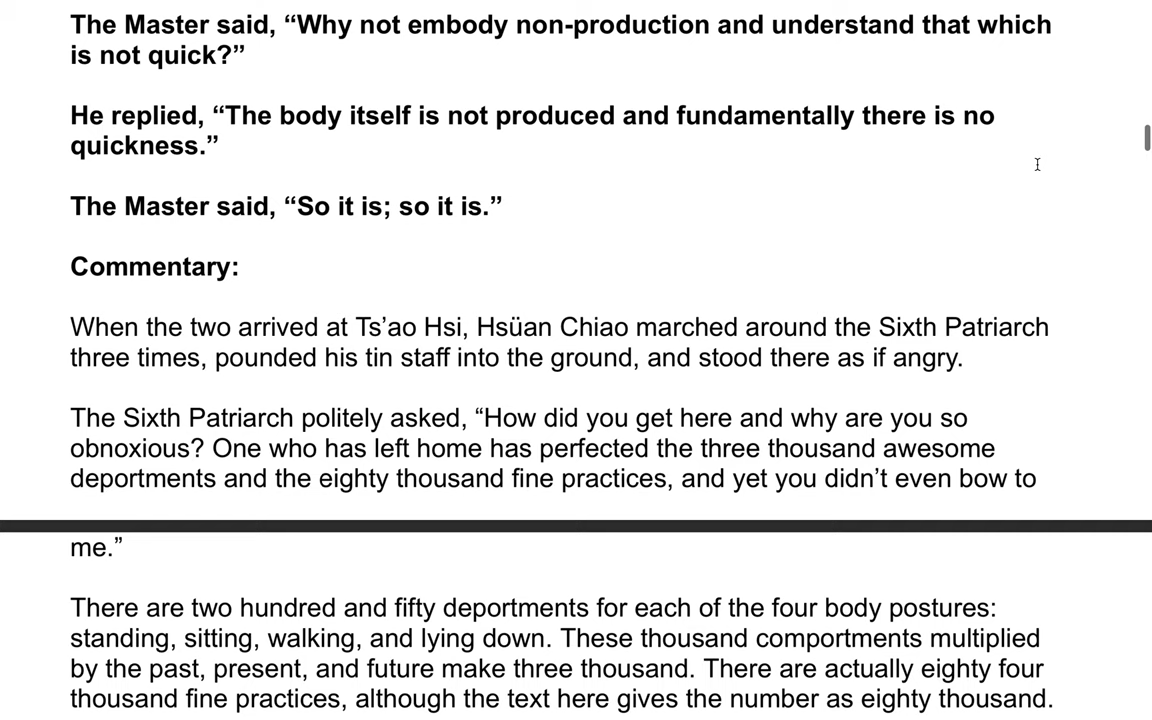 The Master said, “Why not embody non-production and understand that which
is not quick?”
He replied, “The body itself is not produced and fundamentally there is no
quickness.”
The Master said, “So it is; so it is.”
Commentary:
When the two arrived at Ts’ao Hsi, Hsüan Chiao marched around the Sixth Patriarch
three times, pounded his tin staff into the ground, and stood there as if angry.
The Sixth Patriarch politely asked, “How did you get here and why are you so
obnoxious? One who has left home has perfected the three thousand awesome
deportments and the eighty thousand fine practices, and yet you didn’t even bow to
me.”
There are two hundred and fifty deportments for each of the four body postures:
standing, sitting, walking, and lying down. These thousand comportments multiplied
by the past, present, and future make three thousand. There are actually eighty four
thousand fine practices, although the text here gives the number as eighty thousand.